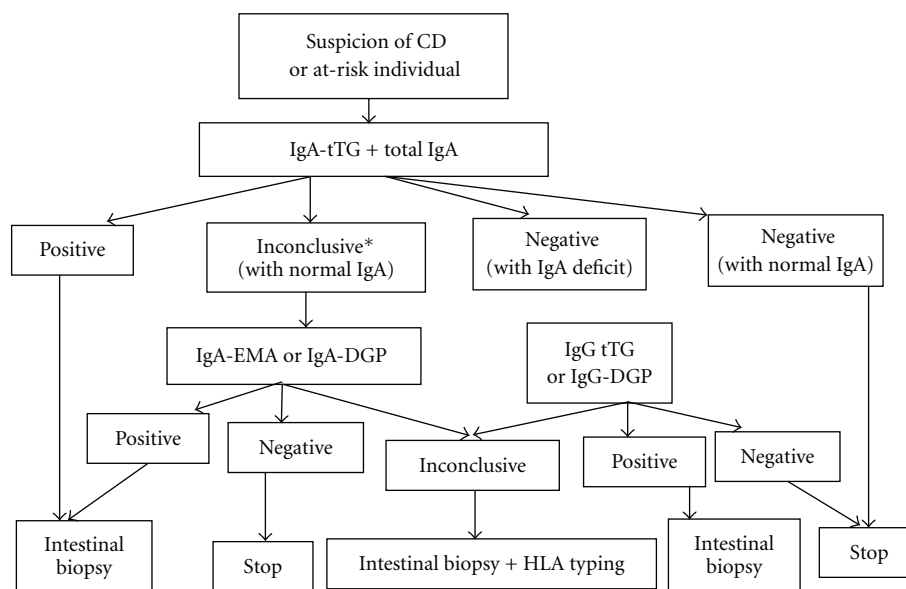 Suspicion of CD
or at-risk individual
IgA-tTG + total IgA
Positive
Inconclusive*
(with normal IgA)
Negative
(with IgA deficit)
Negative
(with normal IgA)
IgA-EMA or IgA-DGP
IgG tTG
or IgG-DGP
Positive
Negative
Inconclusive
Positive
Negative
Intestinal
biopsy
Stop
Intestinal biopsy + HLA typing
Intestinal
biopsy
Stop